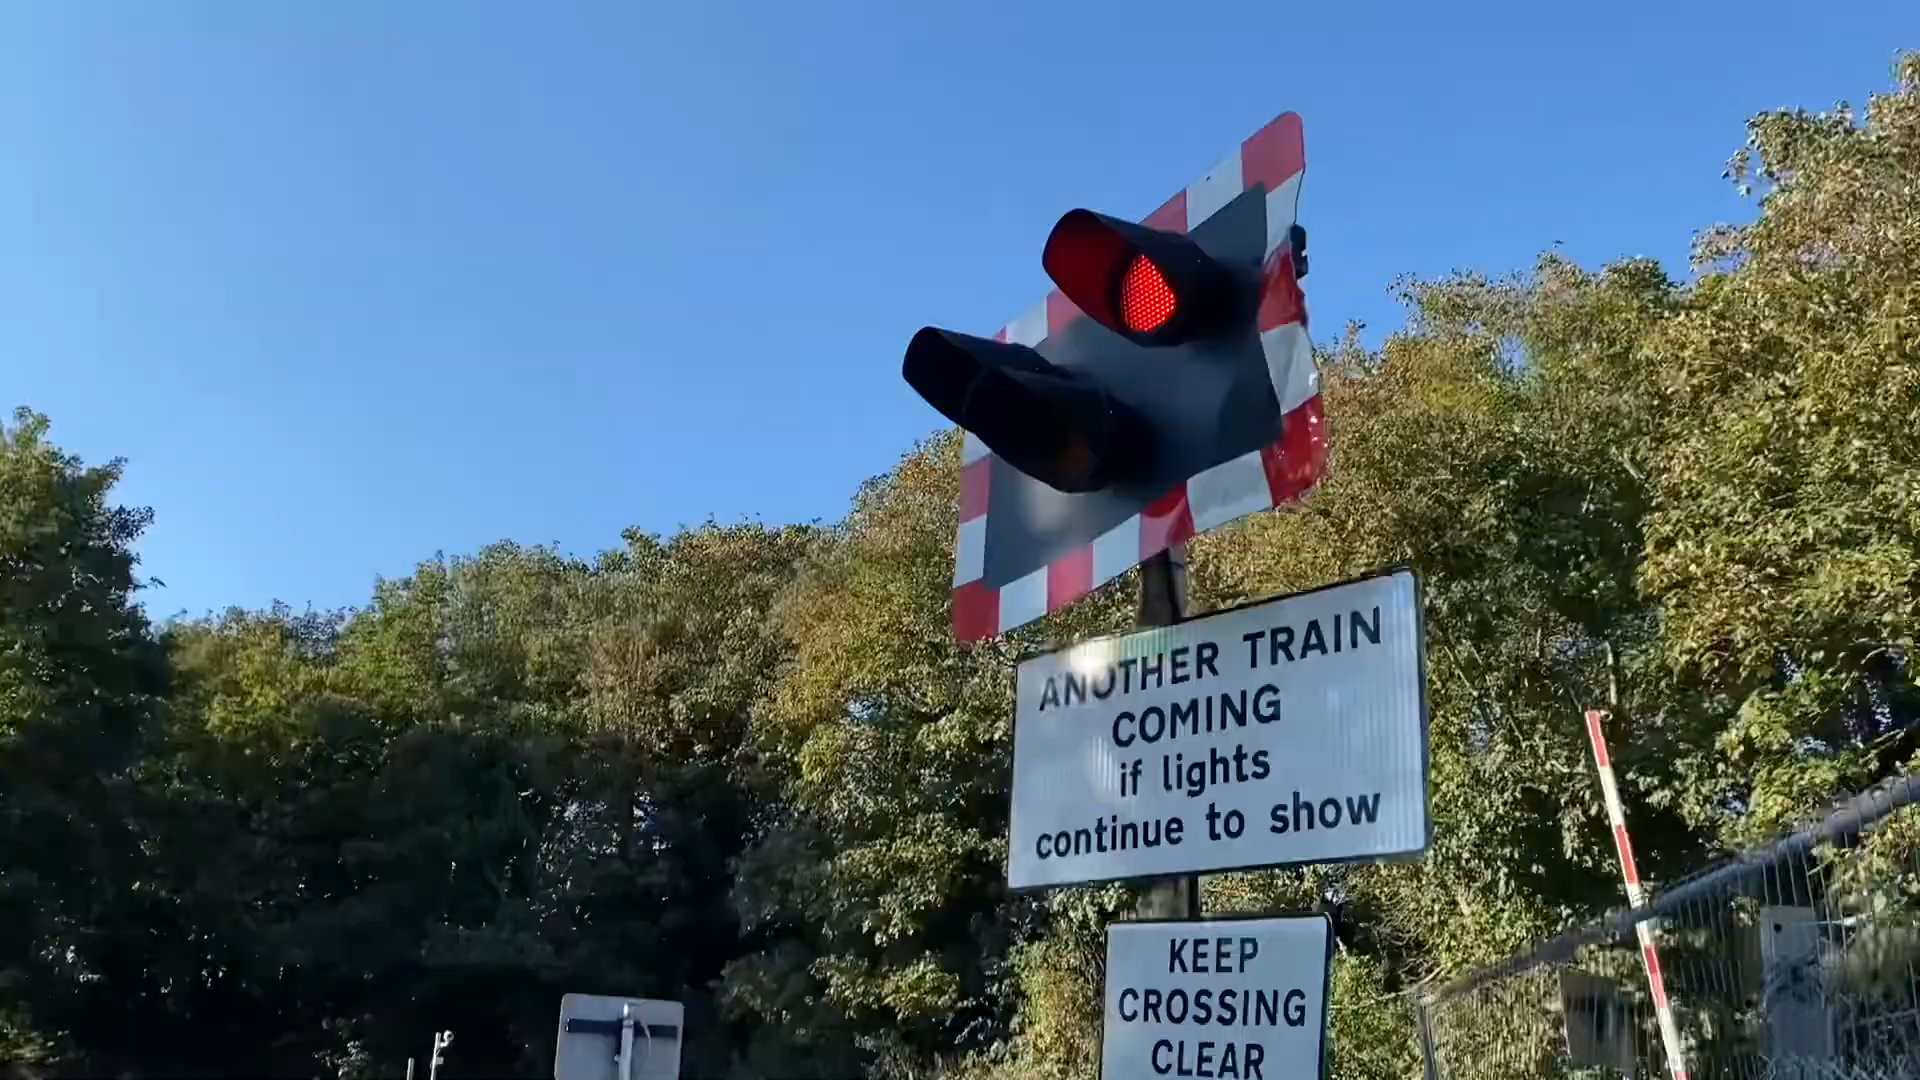 ANOTHER TRAIN
COMING
if lights
continue to show
KEEP
CROSSING
CLEAR